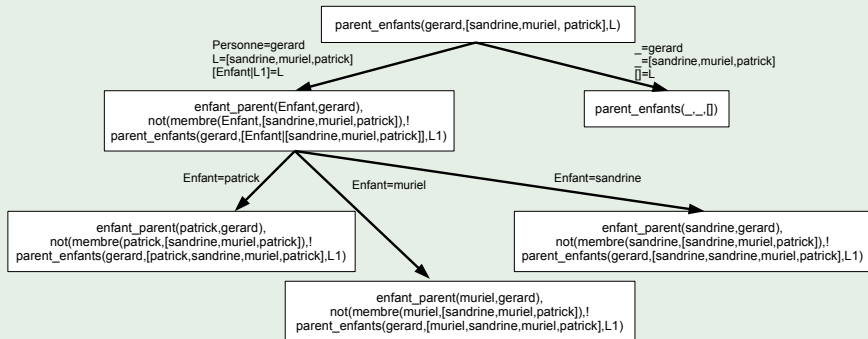 parent_enfants(gerard,[sandrine,muriel, patrick],L)
Personne=gerard
L=[sandrine,muriel,patrick]
[Enfant|L1]=L
_=gerard
_=[sandrine,muriel,patrick]
[]=L
enfant_parent(Enfant,gerard),
not(membre(Enfant,[sandrine,muriel,patrick]),!
parent_enfants(gerard,[Enfant|[sandrine,muriel,patrick]],L1)
parent_enfants(_,_,[])
Enfant=patrick
Enfant=muriel
Enfant=sandrine
enfant_parent(patrick,gerard),
not(membre(patrick,[sandrine,muriel,patrick]),!
parent_enfants(gerard,[patrick,sandrine,muriel,patrick],L1)
enfant_parent(sandrine,gerard),
not(membre(sandrine,[sandrine,muriel,patrick]),!
parent_enfants(gerard,[sandrine,sandrine,muriel,patrick],L1)
enfant_parent(muriel,gerard),
not(membre(muriel,[sandrine,muriel,patrick]),!
parent_enfants(gerard,[muriel,sandrine,muriel,patrick],L1)